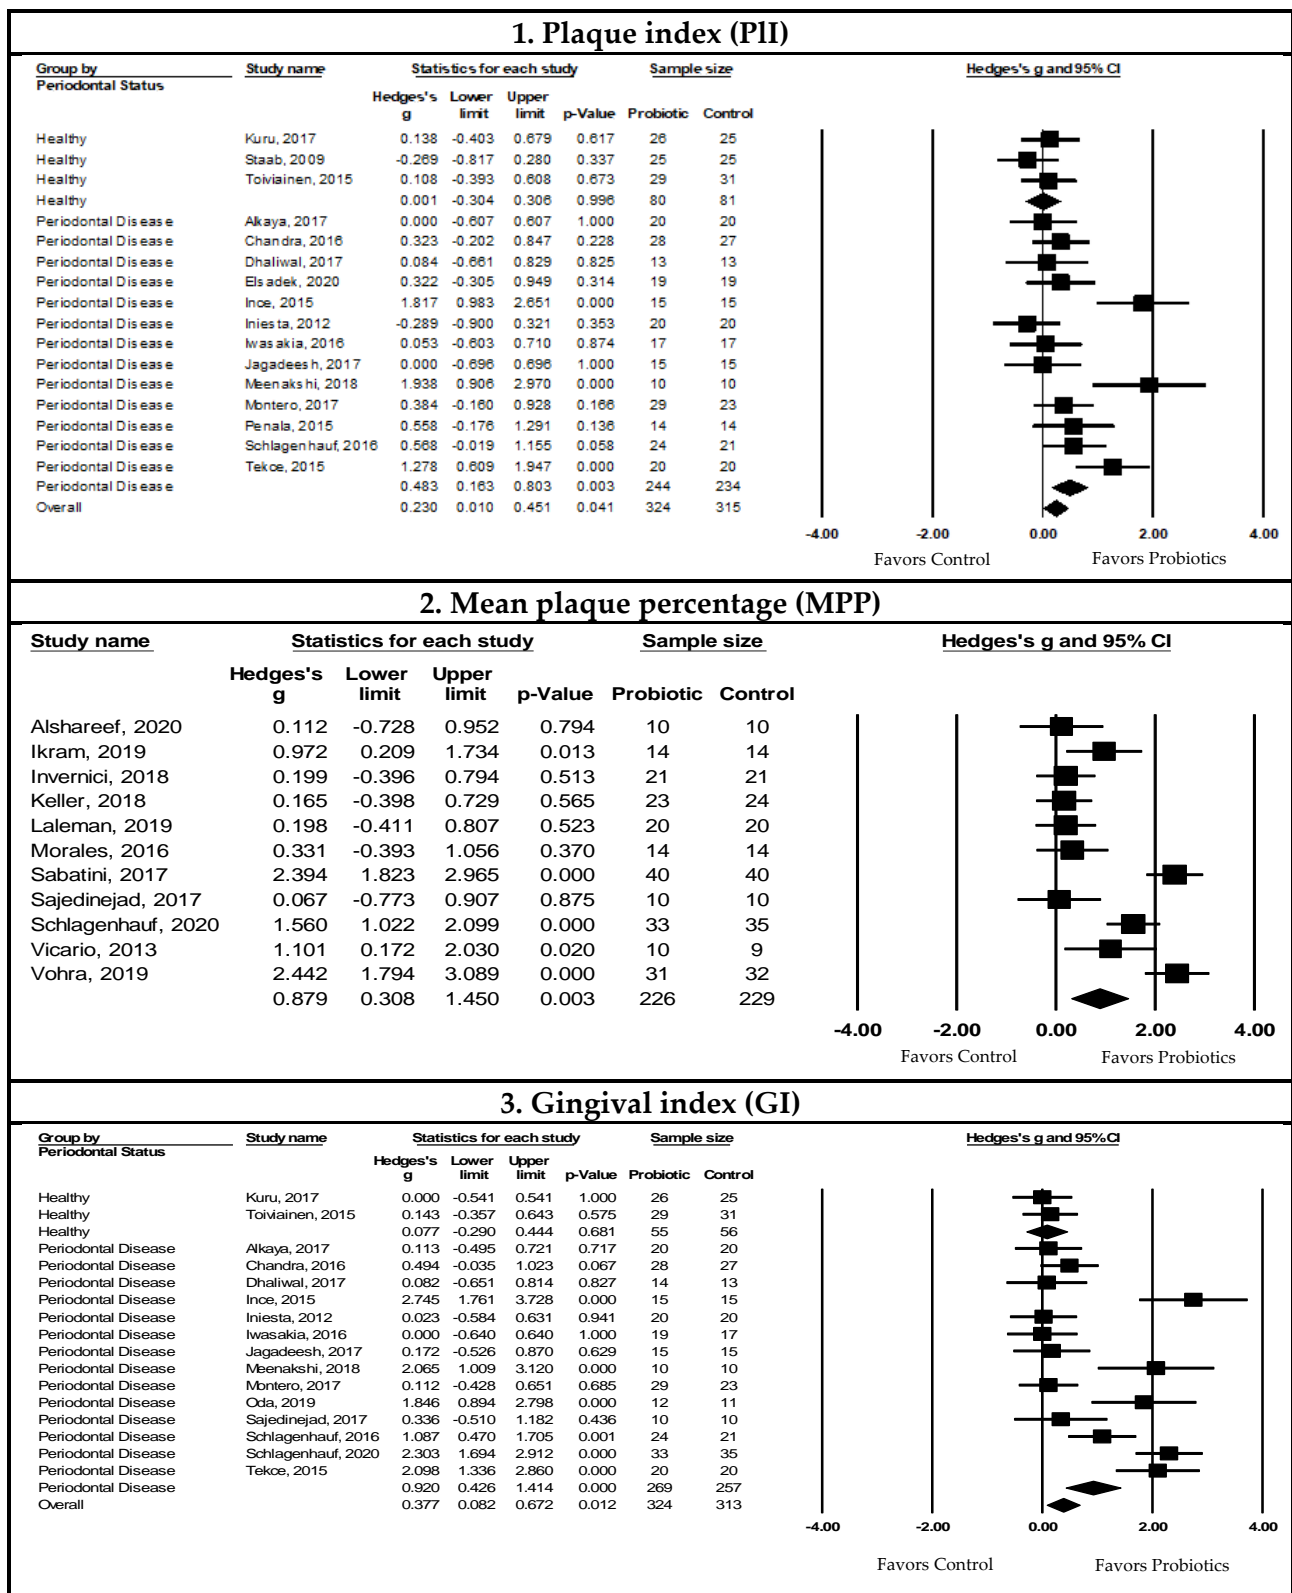 1. Plaque index (PlI)
Group by Study name Statistics for each study Sample size Hedges's g and 95% CI
Periodontal Status
Hedges's Lower Upper
g limit limit p-Value Probiotic Control
Healthy Kuru, 2017 0.138 -0.403 0.679 0.617 26 25
Healthy Staab, 2009 -0.269 -0.817 0.280 0.337 25 25
Healthy Toiviainen, 2015 0.108 -0.393 0.608 0.673 29 31
Healthy 0.001 -0.304 0.306 0.996 80 81
Periodontal Disease Alkaya, 2017 0.000 -0.607 0.607 1.000 20 20
Periodontal Disease Chandra, 2016 0.323 -0.202 0.847 0.228 28 27
Periodontal Disease Dhaliwal, 2017 0.084 -0.661 0.829 0.825 13 13
Periodontal Disease Elsadek, 2020 0.322 -0.305 0.949 0.314 19 19
Periodontal Disease Ince, 2015 1.817 0.983 2.651 0.000 15 15
Periodontal Disease Iniesta, 2012 -0.289 -0.900 0.321 0.353 20 20
Periodontal Disease Iwasakia, 2016 0.053 -0.603 0.710 0.874 17 17
Periodontal Disease Jagadeesh, 2017 0.000 -0.696 0.696 1.000 15 15
Periodontal Disease Meenakshi, 2018 1.938 0.906 2.970 0.000 10 10
Periodontal Disease Montero, 2017 0.384 -0.160 0.928 0.166 29 23
Periodontal Disease Penala, 2015 0.558 -0.176 1.291 0.136 14 14
Periodontal Disease Schlagenhauf, 2016 0.568 -0.019 1.155 0.058 24 21
Periodontal Disease Tekce, 2015 1.278 0.609 1.947 0.000 20 20
Periodontal Disease 0.483 0.163 0.803 0.003 244 234
Overall 0.230 0.010 0.451 0.041 324 315
-4.00 -2.00 0.00 2.00 4.00
Favors Control Favors Probiotics
2. Mean plaque percentage (MPP)
Study name Statistics for each study Sample size Hedges's g and 95% CI
Hedges's Lower Upper
g limit limit p-Value Probiotic Control
Alshareef, 2020 0.112 -0.728 0.952 0.794 10 10
Ikram, 2019 0.972 0.209 1.734 0.013 14 14
Invernici, 2018 0.199 -0.396 0.794 0.513 21 21
Keller, 2018 0.165 -0.398 0.729 0.565 23 24
Laleman, 2019 0.198 -0.411 0.807 0.523 20 20
Morales, 2016 0.331 -0.393 1.056 0.370 14 14
Sabatini, 2017 2.394 1.823 2.965 0.000 40 40
Sajedinejad, 2017 0.067 -0.773 0.907 0.875 10 10
Schlagenhauf, 2020 1.560 1.022 2.099 0.000 33 35
Vicario, 2013 1.101 0.172 2.030 0.020 10 9
Vohra, 2019 2.442 1.794 3.089 0.000 31 32
0.879 0.308 1.450 0.003 226 229
-4.00 -2.00 0.00 2.00 4.00
Favors Control Favors Probiotics
3. Gingival index (GI)
Group by Study name Statistics for each study Sample size Hedges's g and 95%CI
Periodontal Status
Hedges's Lower Upper
g limit limit p-Value Probiotic Control
Healthy Kuru, 2017 0.000 -0.541 0.541 1.000 26 25
Healthy Toiviainen, 2015 0.143 -0.357 0.643 0.575 29 31
Healthy 0.077 -0.290 0.444 0.681 55 56
Periodontal Disease Alkaya, 2017 0.113 -0.495 0.721 0.717 20 20
Periodontal Disease Chandra, 2016 0.494 -0.035 1.023 0.067 28 27
Periodontal Disease Dhaliwal, 2017 0.082 -0.651 0.814 0.827 14 13
Periodontal Disease Ince, 2015 2.745 1.761 3.728 0.000 15 15
Periodontal Disease Iniesta, 2012 0.023 -0.584 0.631 0.941 20 20
Periodontal Disease Iwasakia, 2016 0.000 -0.640 0.640 1.000 19 17
Periodontal Disease Jagadeesh, 2017 0.172 -0.526 0.870 0.629 15 15
Periodontal Disease Meenakshi, 2018 2.065 1.009 3.120 0.000 10 10
Periodontal Disease Montero, 2017 0.112 -0.428 0.651 0.685 29 23
Periodontal Disease Oda, 2019 1.846 0.894 2.798 0.000 12 11
Periodontal Disease Sajedinejad, 2017 0.336 -0.510 1.182 0.436 10 10
Periodontal Disease Schlagenhauf, 2016 1.087 0.470 1.705 0.001 24 21
Periodontal Disease Schlagenhauf, 2020 2.303 1.694 2.912 0.000 33 35
Periodontal Disease Tekce, 2015 2.098 1.336 2.860 0.000 20 20
Periodontal Disease 0.920 0.426 1.414 0.000 269 257
Overall 0.377 0.082 0.672 0.012 324 313
-4.00 -2.00 0.00 2.00 4.00
Favors Control Favors Probiotics